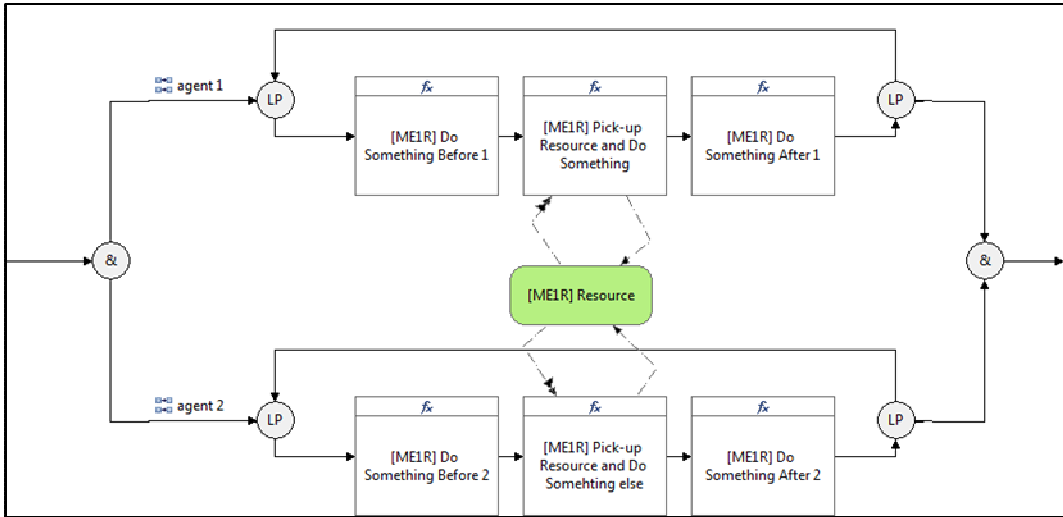 agent 1
LP
LP
fx
[ME1R] Do
Something Before 1
fx
[ME1R] Pick-up
Resource and Do
Something
fx
[ME1R] Do
Something After 1
&
&
[ME1R] Resource
agent 2
LP
LP
fx
[ME1R] Do
Something Before 2
fx
[ME1R] Pick-up
Resource and Do
Somehting else
fx
[ME1R] Do
Something After 2